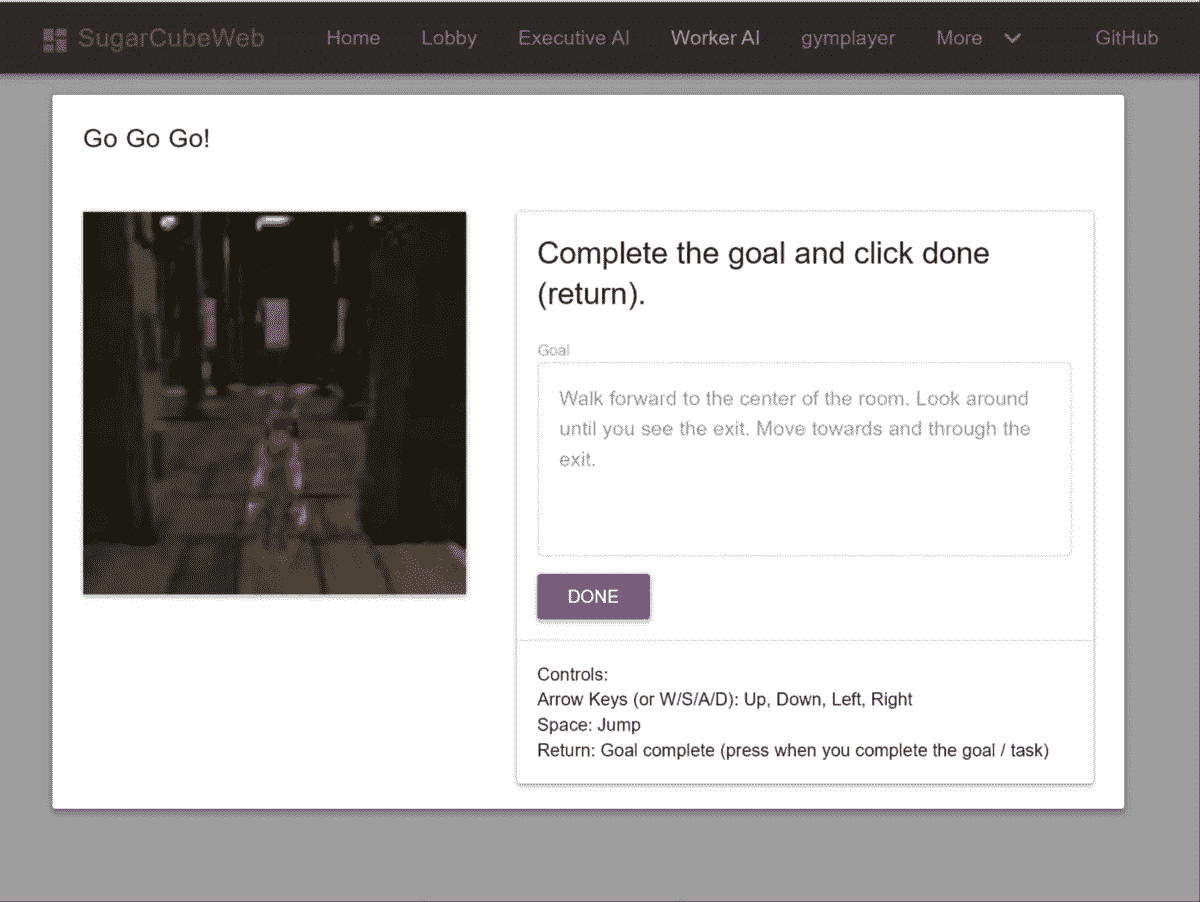 SugarCubeWeb Home Lobby Executive AI Worker AI gymplayer More GitHub
Go Go Go!
Complete the goal and click done
(return).
Goal
Walk forward to the center of the room. Look around
until you see the exit. Move towards and through the
exit.
DONE
Controls:
Arrow Keys (or W/S/A/D): Up, Down, Left, Right
Space: Jump
Return: Goal complete (press when you complete the goal / task)